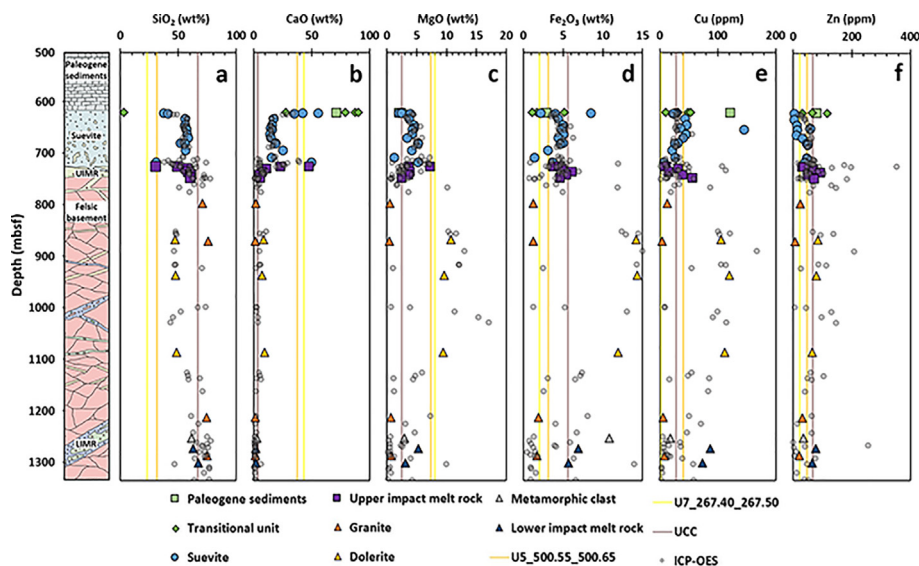 SiO₂ (wt%) CaO (wt%) MgO (wt%) Fe₂O₃ (wt%) Cu (ppm) Zn (ppm)
0 50 100 0 50 100 0 5 10 15 20 0 5 10 15 0 100 200 0 200 400
a b c d e f
500
600
700
800
900
1000
1100
1200
1300
Depth (mbsf)
Paleogene
sediments
Suevite
UIMR
Felsic
basement
LIMR
Paleogene sediments Upper impact melt rock Metamorphic clast U7_267.40_267.50
Transitional unit Granite Lower impact melt rock UCC
Suevite Dolerite U5_500.55_500.65 ICP-OES